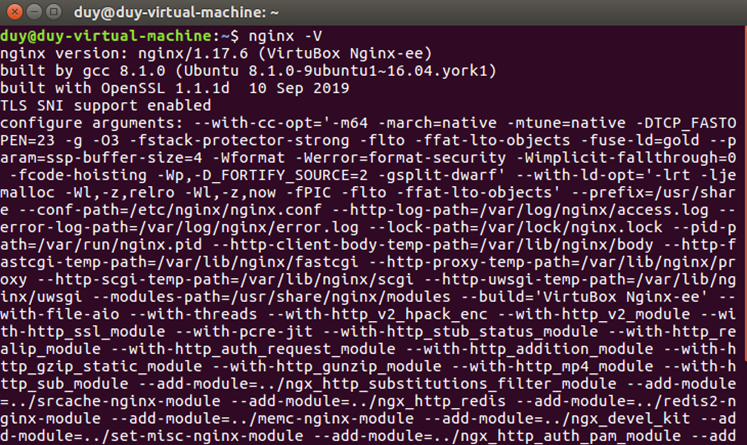 duy@duy-virtual-machine: ~
duy@duy-virtual-machine:~$ nginx -V
nginx version: nginx/1.17.6 (VirtuBox Nginx-ee)
built by gcc 8.1.0 (Ubuntu 8.1.0-9ubuntu1~16.04.york1)
built with OpenSSL 1.1.1d  10 Sep 2019
TLS SNI support enabled
configure arguments: --with-cc-opt='-m64 -march=native -mtune=native -DTCP_FASTO
PEN=23 -g -O3 -fstack-protector-strong -flto -ffat-lto-objects -fuse-ld=gold --p
aram=ssp-buffer-size=4 -Wformat -Werror=format-security -Wimplicit-fallthrough=0
 -fcode-hoisting -Wp,-D_FORTIFY_SOURCE=2 -gsplit-dwarf' --with-ld-opt='-lrt -lje
malloc -Wl,-z,relro -Wl,-z,now -fPIC -flto -ffat-lto-objects' --prefix=/usr/shar
e --conf-path=/etc/nginx/nginx.conf --http-log-path=/var/log/nginx/access.log --
error-log-path=/var/log/nginx/error.log --lock-path=/var/lock/nginx.lock --pid-p
ath=/var/run/nginx.pid --http-client-body-temp-path=/var/lib/nginx/body --http-f
astcgi-temp-path=/var/lib/nginx/fastcgi --http-proxy-temp-path=/var/lib/nginx/pr
oxy --http-scgi-temp-path=/var/lib/nginx/scgi --http-uwsgi-temp-path=/var/lib/ng
inx/uwsgi --modules-path=/usr/share/nginx/modules --build='VirtuBox Nginx-ee' --
with-file-aio --with-threads --with-http_v2_hpack_enc --with-http_v2_module --wi
th-http_ssl_module --with-pcre-jit --with-http_stub_status_module --with-http_re
alip_module --with-http_auth_request_module --with-http_addition_module --with-h
ttp_gzip_static_module --with-http_gunzip_module --with-http_mp4_module --with-h
ttp_sub_module --add-module=../ngx_http_substitutions_filter_module --add-module
=../srcache-nginx-module --add-module=../ngx_http_redis --add-module=../redis2-n
ginx-module --add-module=../memc-nginx-module --add-module=../ngx_devel_kit --ad
d-module=../set-misc-nginx-module --add-module=../ngx_http_auth_pam_module --add